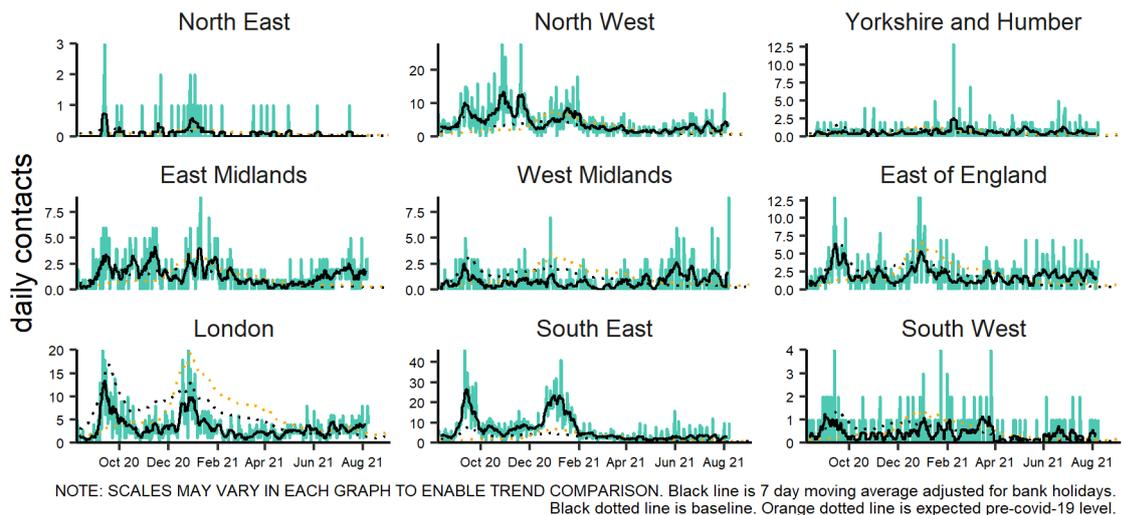 North East
North West
Yorkshire and Humber
3
2
1
0
20
10
0
12.5
10.0
7.5
5.0
2.5
0.0
daily contacts
East Midlands
West Midlands
East of England
7.5
5.0
2.5
0.0
7.5
5.0
2.5
0.0
12.5
10.0
7.5
5.0
2.5
0.0
London
South East
South West
20
15
10
5
0
40
30
20
10
0
4
3
2
1
0
Oct 20 Dec 20 Feb 21 Apr 21 Jun 21 Aug 21
Oct 20 Dec 20 Feb 21 Apr 21 Jun 21 Aug 21
Oct 20 Dec 20 Feb 21 Apr 21 Jun 21 Aug 21
NOTE: SCALES MAY VARY IN EACH GRAPH TO ENABLE TREND COMPARISON. Black line is 7 day moving average adjusted for bank holidays.
Black dotted line is baseline. Orange dotted line is expected pre-covid-19 level.